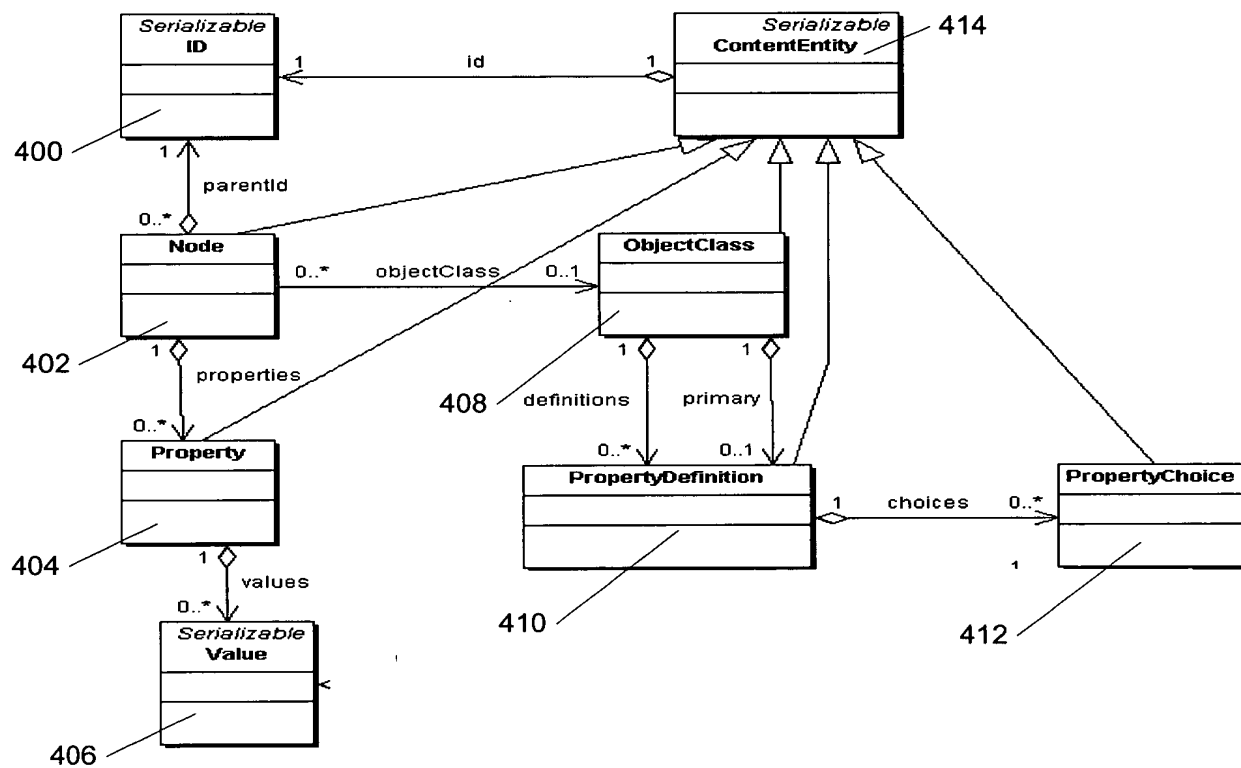 Serializable
ID
Serializable
ContentEntity
414
1
id
1
400
1
parentId
0..*
Node
ObjectClass
0..*
objectClass
0..1
402
1
properties
408
1
1
definitions
primary
0..*
0..*
0..1
Property
PropertyDefinition
PropertyChoice
1
choices
0..*
404
1
values
1
0..*
410
412
Serializable
Value
406